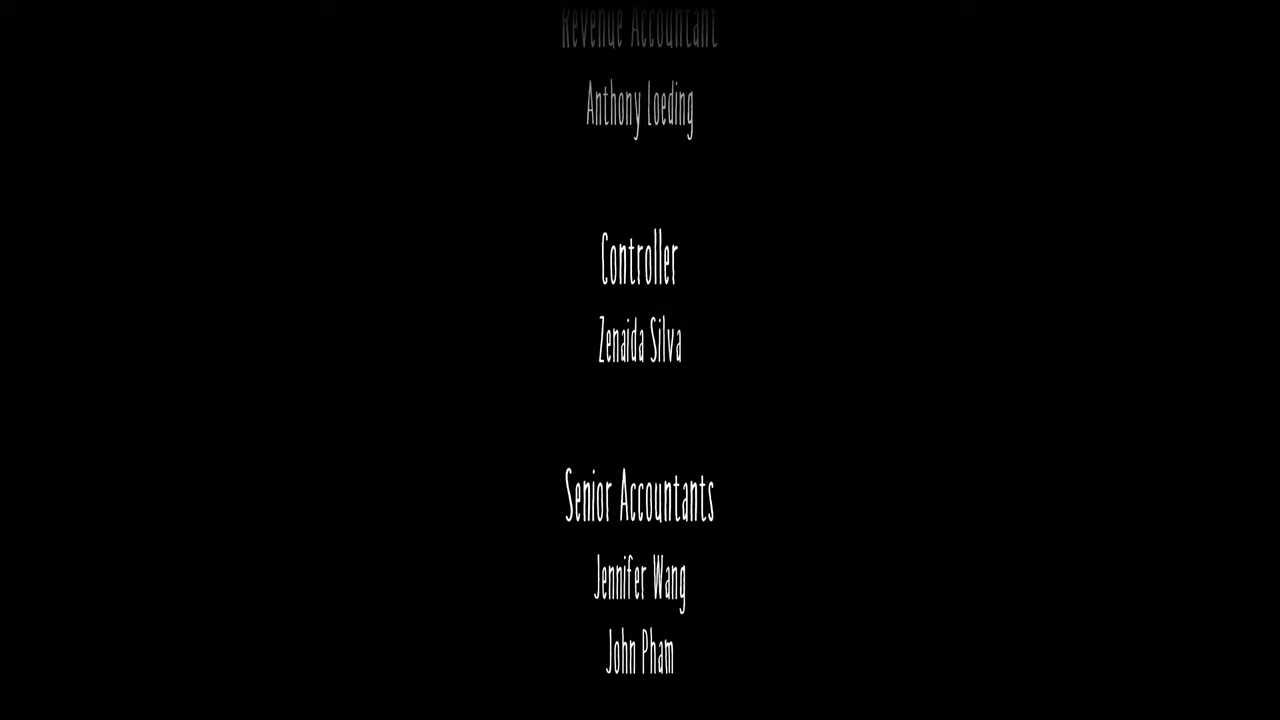 Revenue Accountant
Anthony Loeding
Controller
Zenaida Silva
Senior Accountants
Jennifer Wang
John Pham